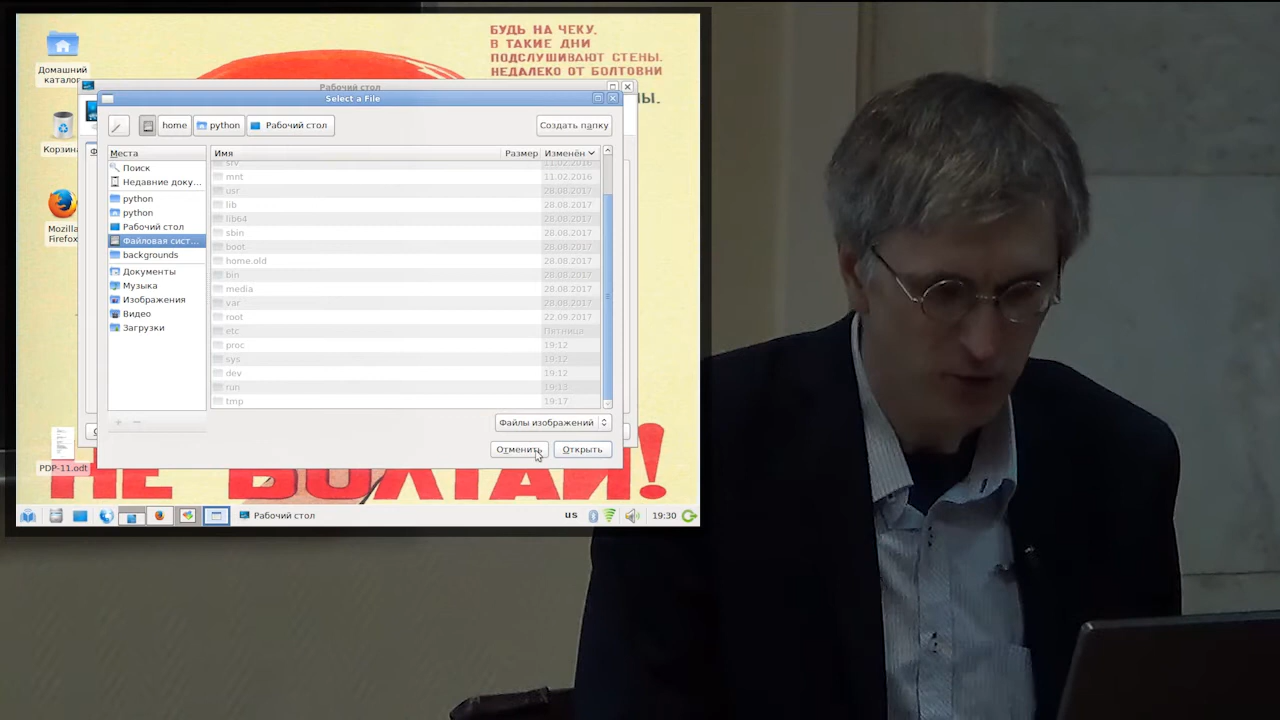 БУДЬ НА ЧЕКУ,
В ТАКИЕ ДНИ
ПОДСЛУШИВАЮТ СТЕНЫ.
НЕДАЛЕКО ОТ БОЛТОВНИ
Домашний
каталог
Рабочий стол
Select a File
home python Рабочий стол Создать папку
Места Имя Размер Изменён
Поиск
Недавние доку...
python
python
Рабочий стол
Файловая сист...
backgrounds
Документы
Музыка
Изображения
Видео
Загрузки
srv 11.02.2016
mnt 11.02.2016
usr 28.08.2017
lib 28.08.2017
lib64 28.08.2017
sbin 28.08.2017
boot 28.08.2017
home.old 28.08.2017
bin 28.08.2017
media 28.08.2017
var 28.08.2017
root 22.09.2017
etc Пятница
proc 19:12
sys 19:12
dev 19:12
run 19:13
tmp 19:17
Файлы изображений
Отменить Открыть
Корзина
Mozilla
Firefox
PDP-11.odt
НЕ БОЛТАЙ!
Рабочий стол us 19:30